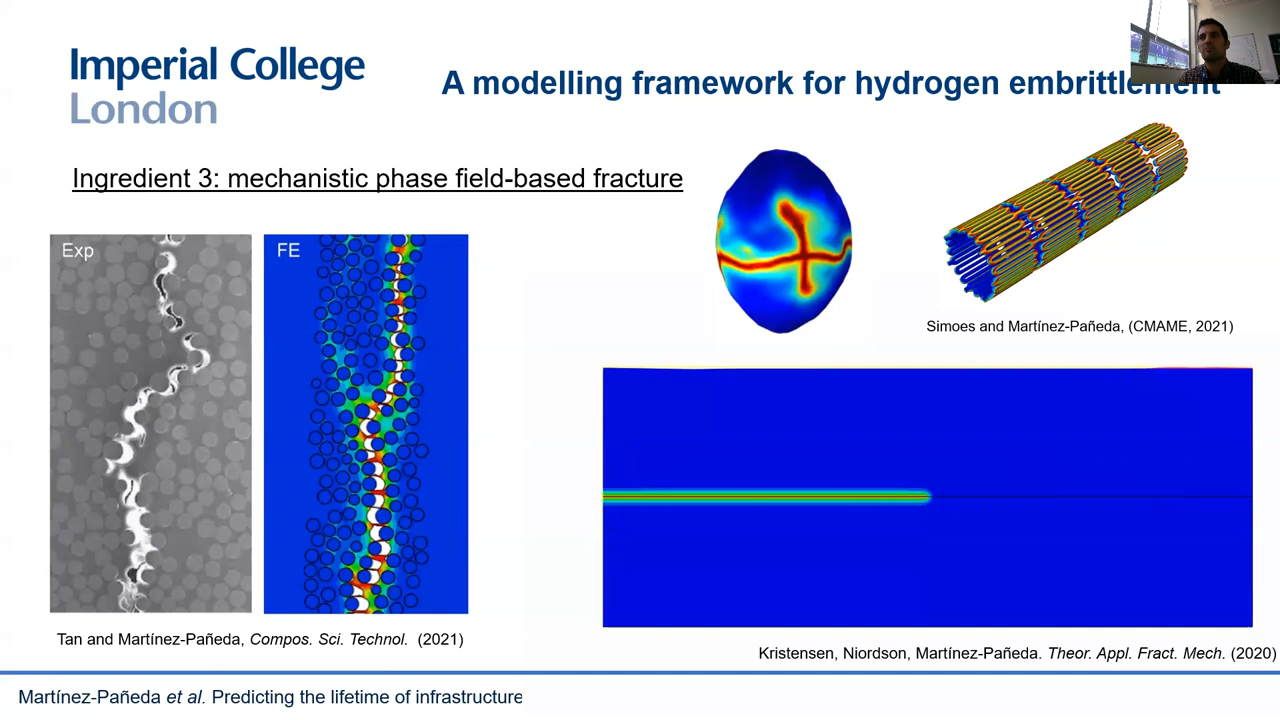 Imperial College
London
A modelling framework for hydrogen embrittlement
Ingredient 3: mechanistic phase field-based fracture
Exp
FE
Simoes and Martínez-Pañeda, (CMAME, 2021)
Tan and Martínez-Pañeda, Compos. Sci. Technol. (2021)
Kristensen, Niordson, Martínez-Pañeda. Theor. Appl. Fract. Mech. (2020)
Martínez-Pañeda et al. Predicting the lifetime of infrastructure